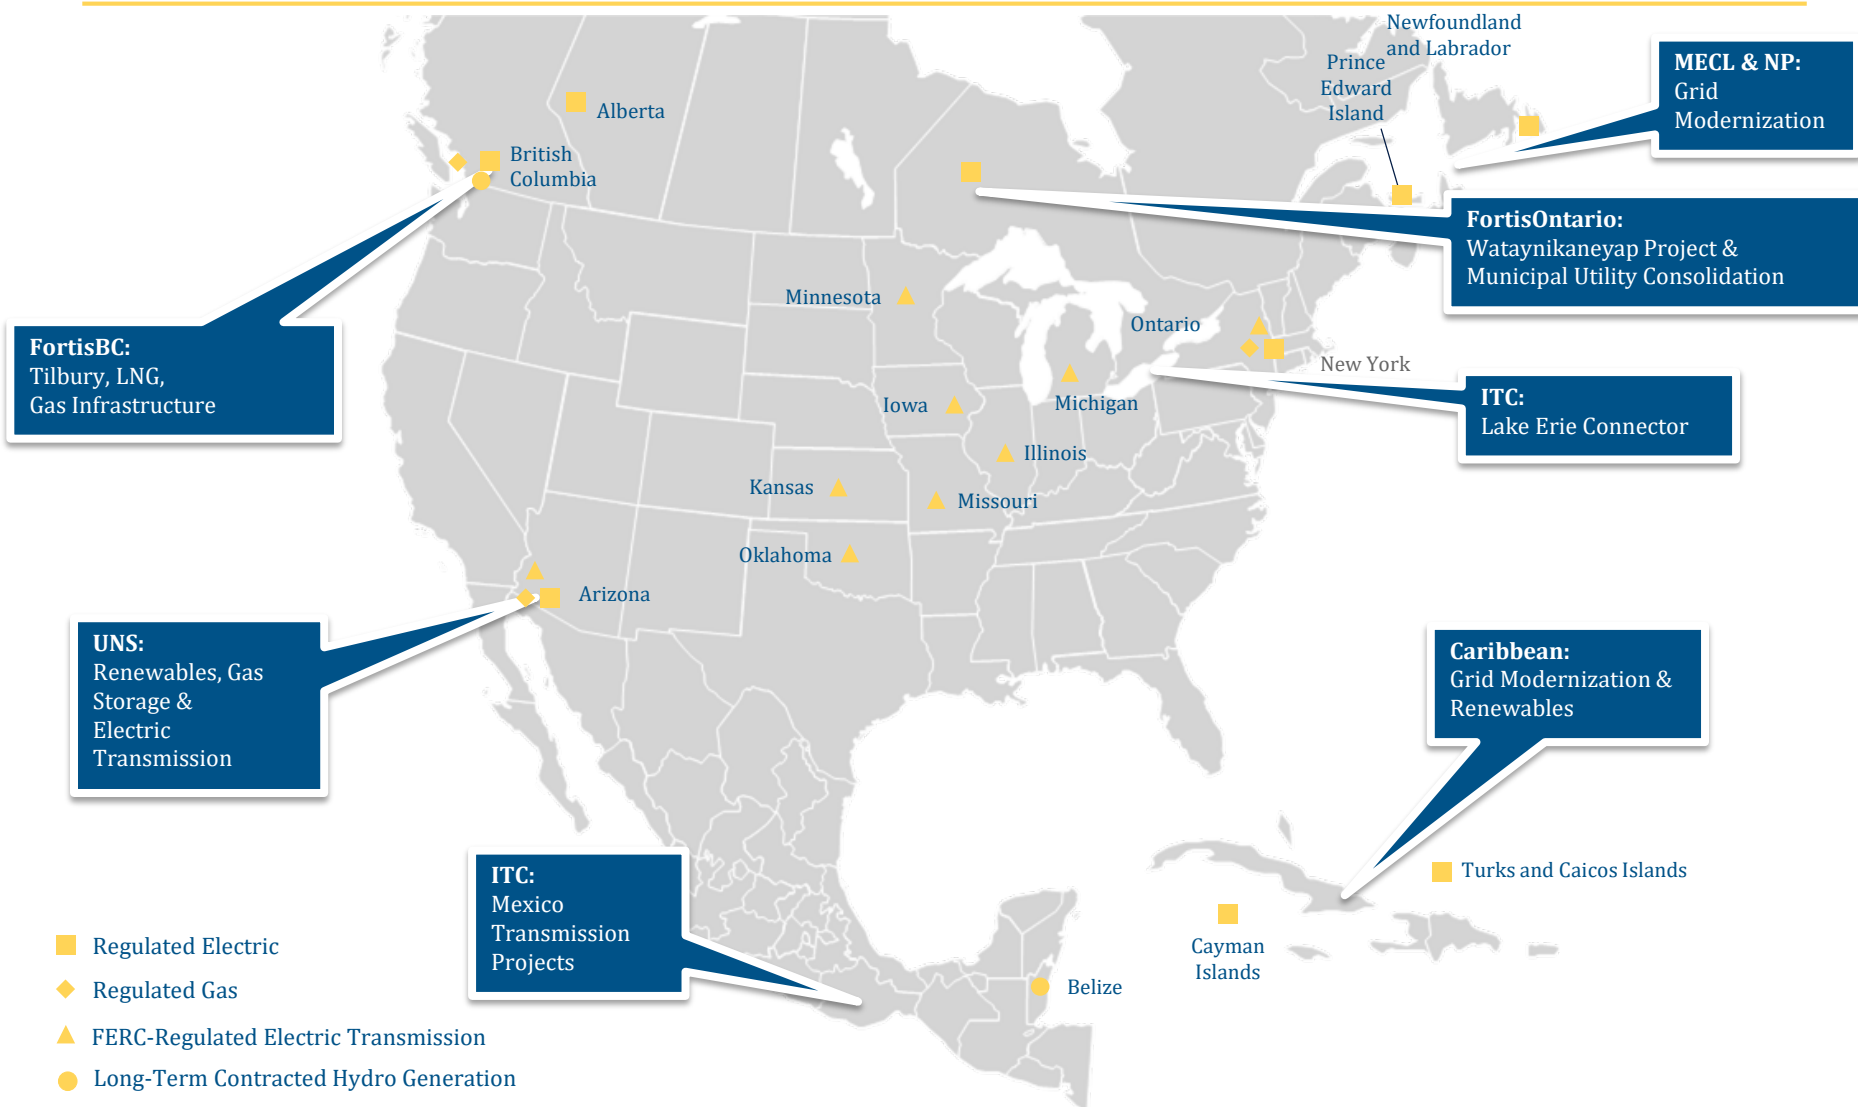 Newfoundland
and Labrador
Prince
Edward
Island
MECL & NP:
Grid
Modernization
Alberta
British
Columbia
FortisOntario:
Wataynikaneyap Project &
Municipal Utility Consolidation
Minnesota
Ontario
New York
FortisBC:
Tilbury, LNG,
Gas Infrastructure
Iowa
Michigan
ITC:
Lake Erie Connector
Illinois
Kansas
Missouri
Oklahoma
Arizona
UNS:
Renewables, Gas
Storage &
Electric
Transmission
Caribbean:
Grid Modernization &
Renewables
Turks and Caicos Islands
ITC:
Mexico
Transmission
Projects
Cayman
Islands
Belize
Regulated Electric
Regulated Gas
FERC-Regulated Electric Transmission
Long-Term Contracted Hydro Generation